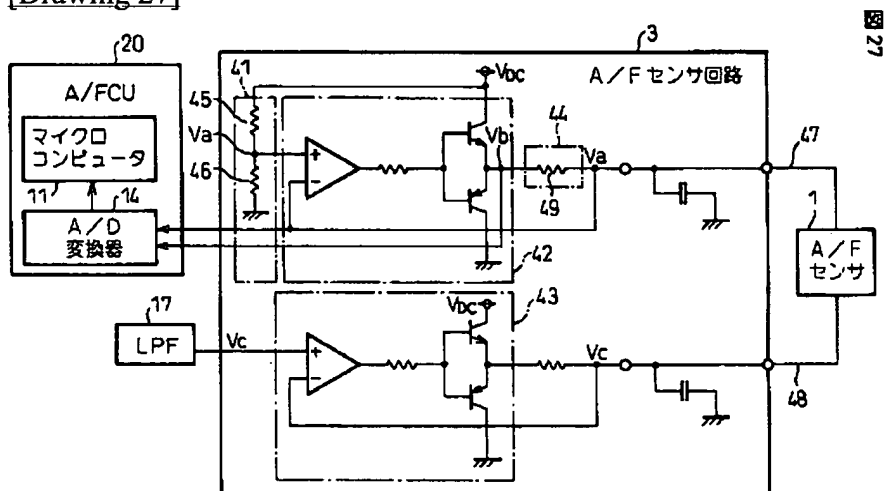 [Drawing 27]
図27
20
A/FCU
マイクロ
コンピュータ
11
14
A/D
変換器
3
A/Fセンサ回路
41
45
Va
46
VDC
Vb
44
Va
49
42
47
1
A/F
センサ
43
VDC
17
LPF
Vc
Vc
48
+
-
+
-